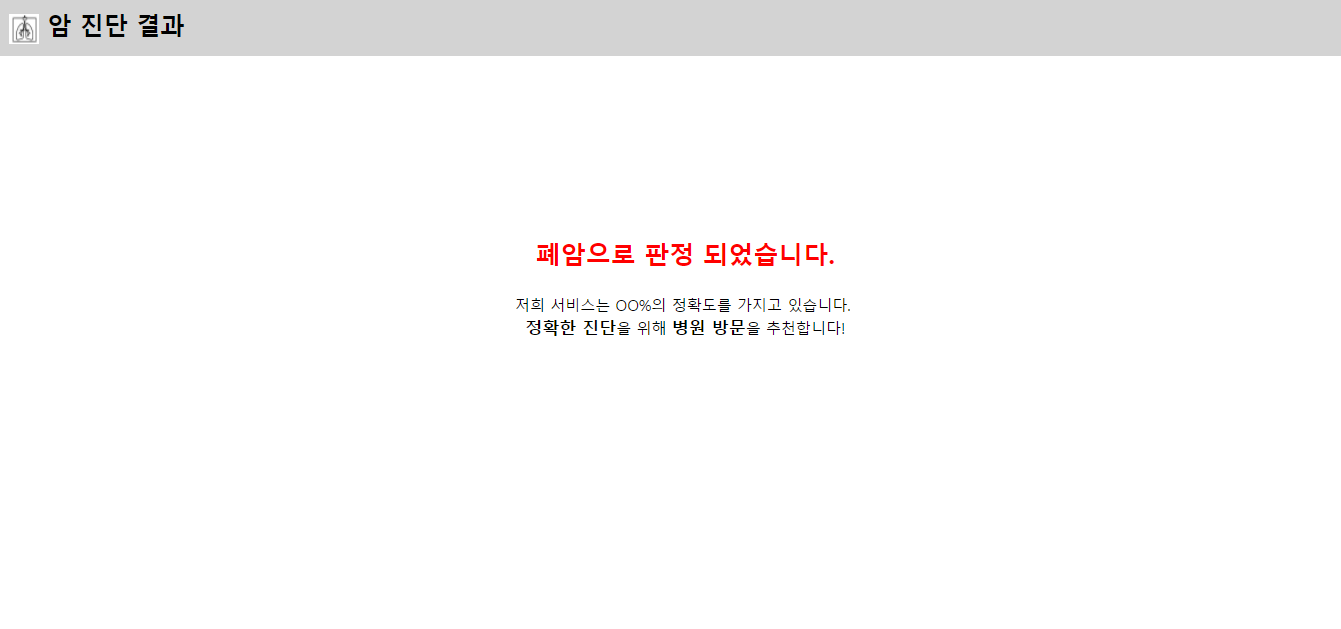 암 진단 결과
폐암으로 판정 되었습니다.
저희 서비스는 OO%의 정확도를 가지고 있습니다.
정확한 진단을 위해 병원 방문을 추천합니다!